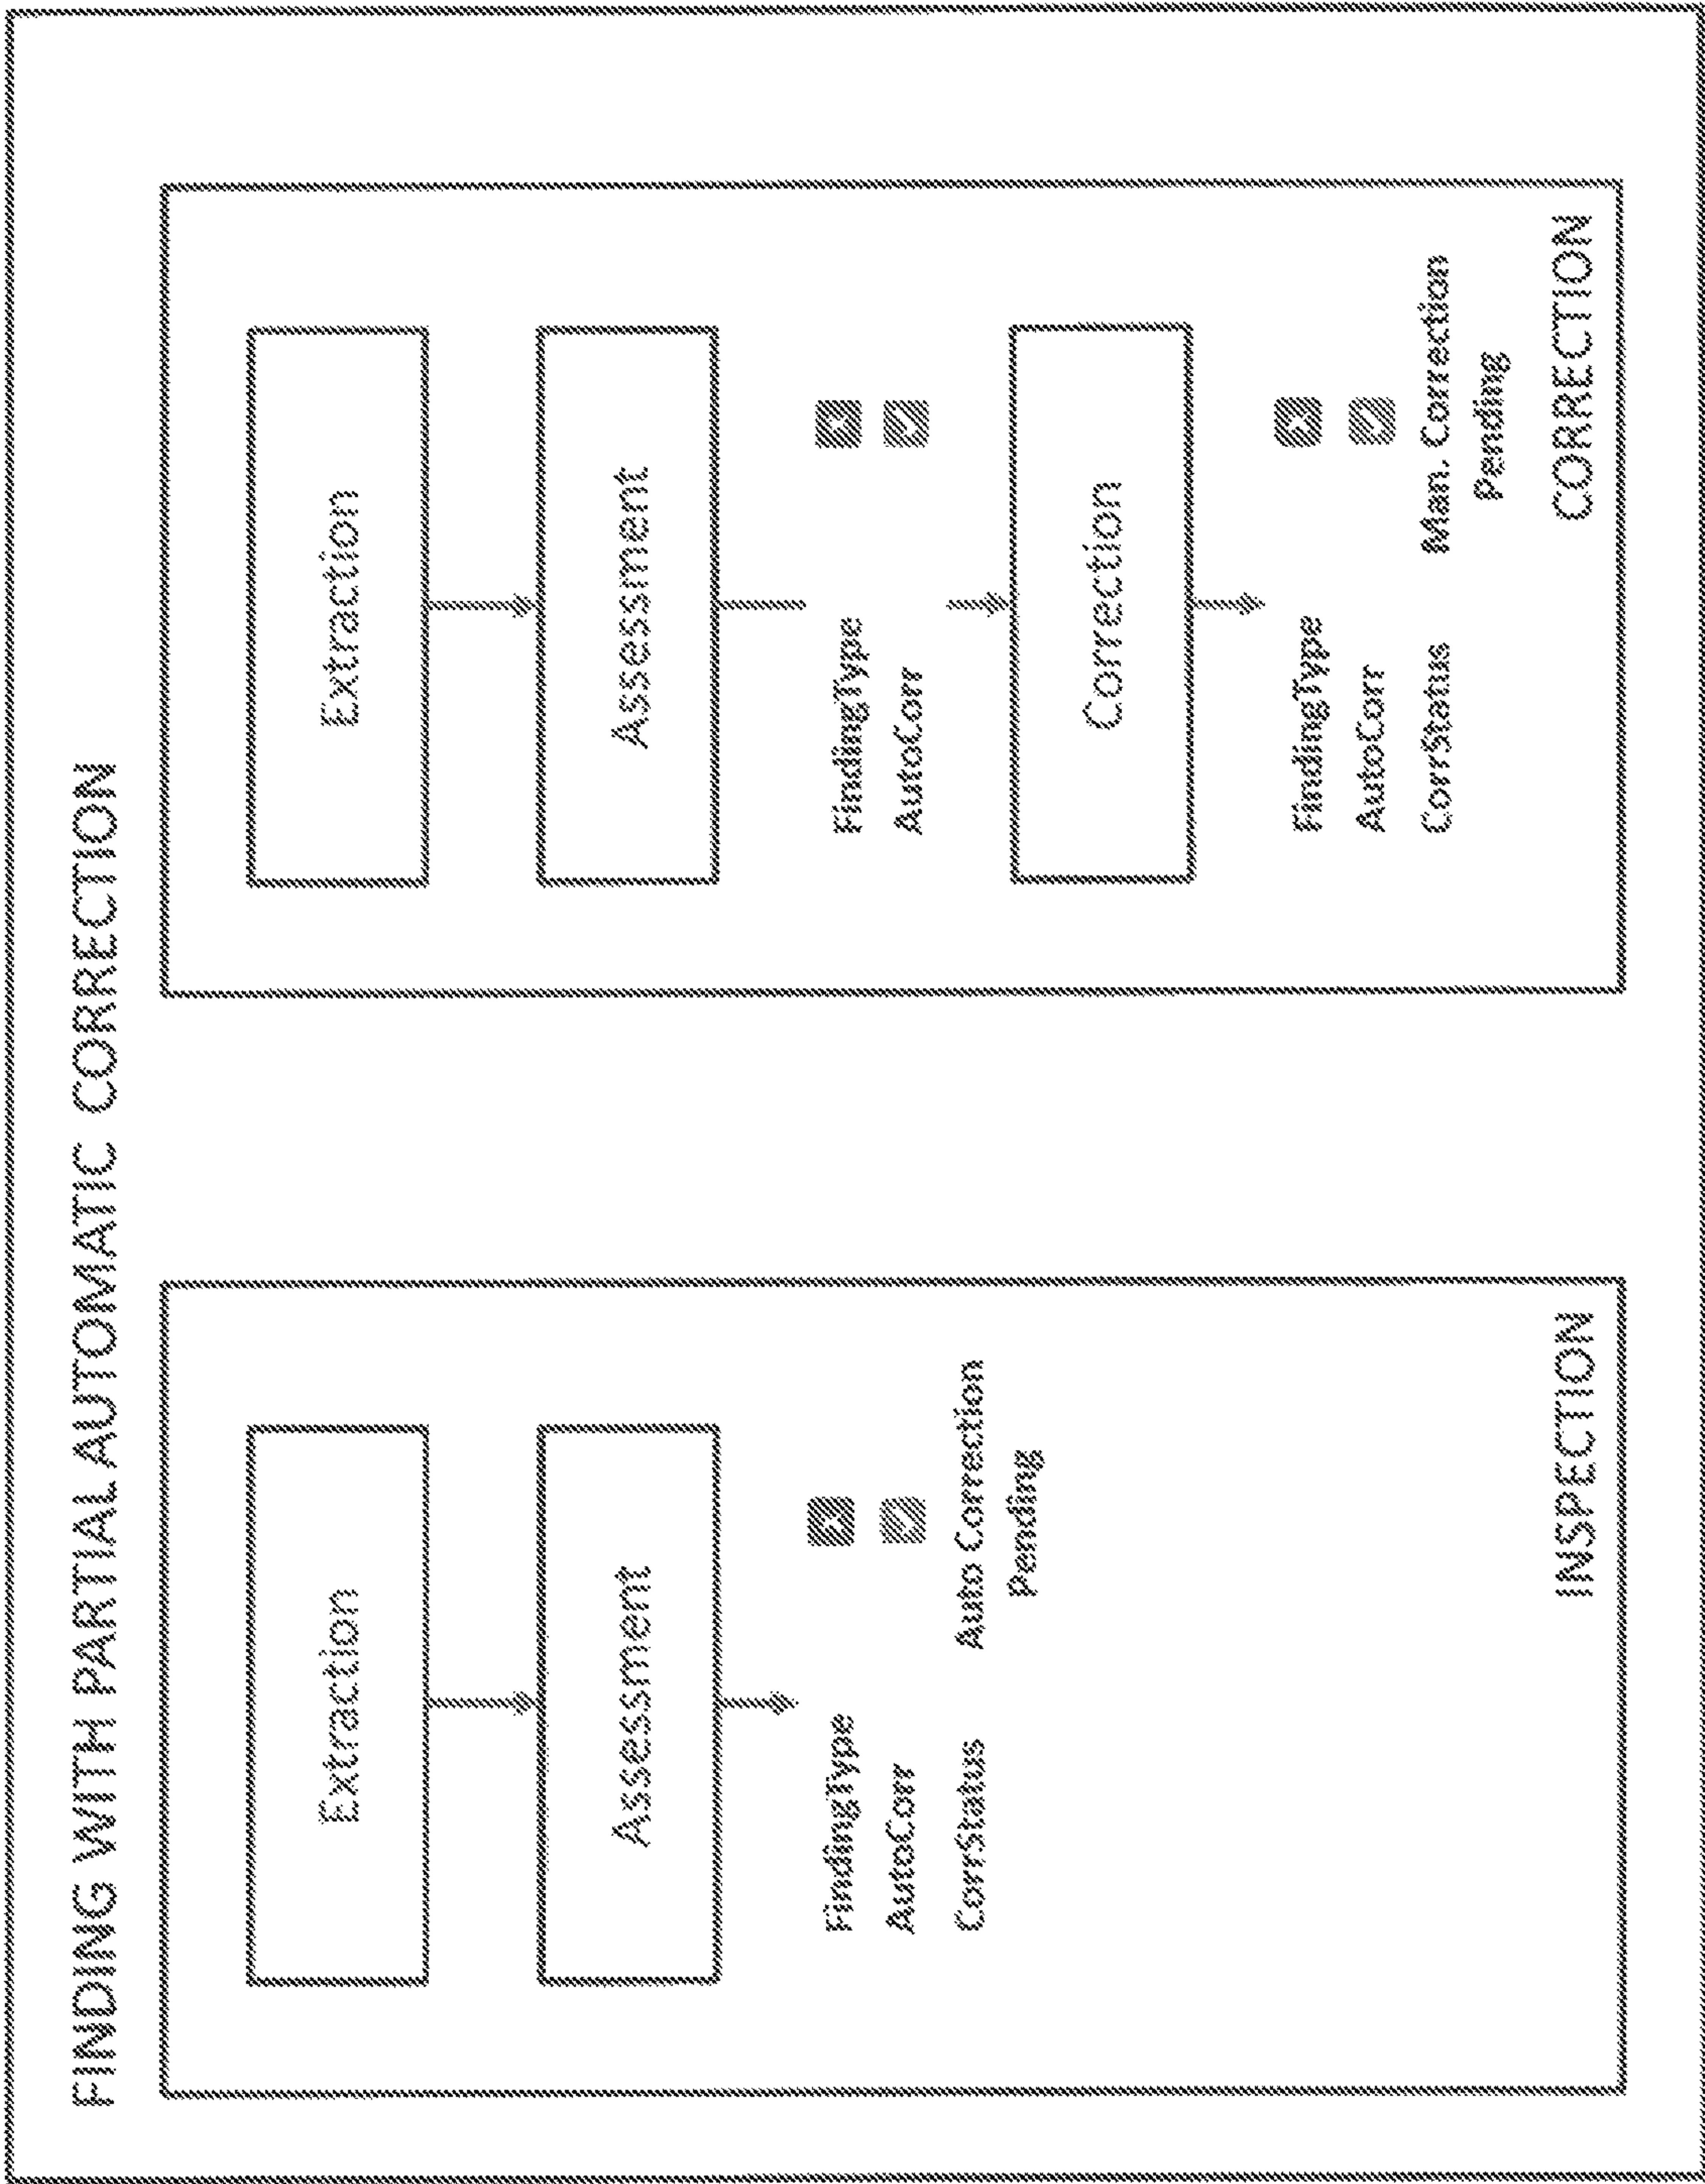 FINDING WITH PARTIAL AUTOMATIC CORRECTION
Extraction
Assessment
FindingType
AutoCorr
CorrStatus Auto Correction
Pending
INSPECTION
Extraction
Assessment
FindingType
AutoCorr
Correction
FindingType
AutoCorr
CorrStatus Man. Correction
Pending
CORRECTION